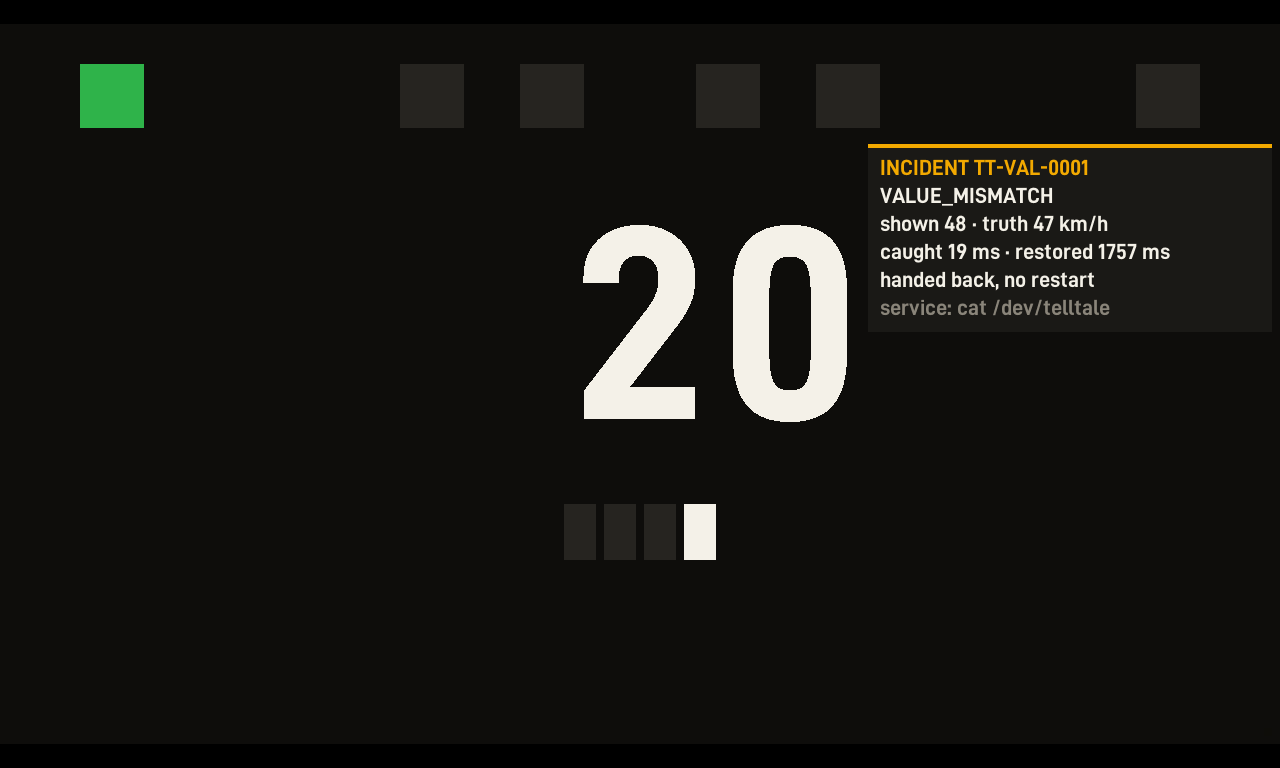 INCIDENT TT-VAL-0001
VALUE_MISMATCH
shown 48 · truth 47 km/h
caught 19 ms · restored 1757 ms
handed back, no restart
service: cat /dev/telltale
20